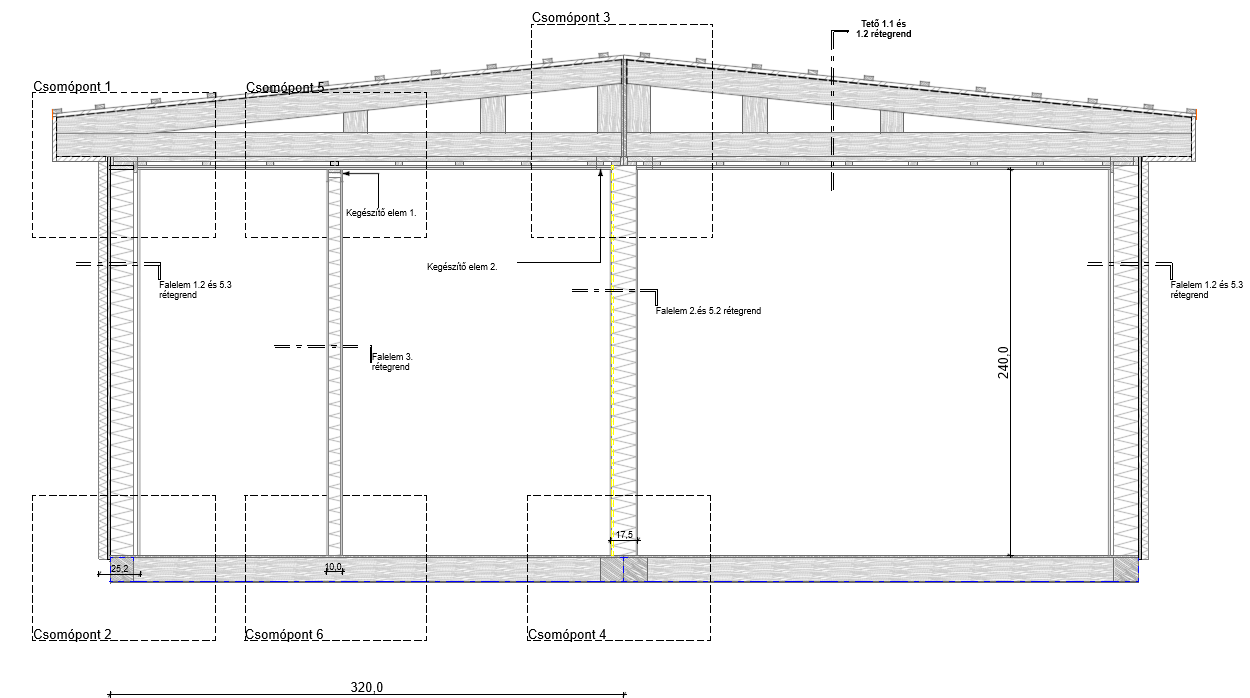 Csomópont 3
Tető 1.1 és
1.2 rétegrend
Csomópont 1
Csomópont 5
Kegészítő elem 1.
Kegészítő elem 2.
Falelem 1.2 és 5.3
rétegrend
Falelem 1.2 és 5.3
rétegrend
Falelem 2.és 5.2 rétegrend
Falelem 3.
rétegrend
240,0
17,5
25,2
10,0
Csomópont 2
Csomópont 6
Csomópont 4
320,0